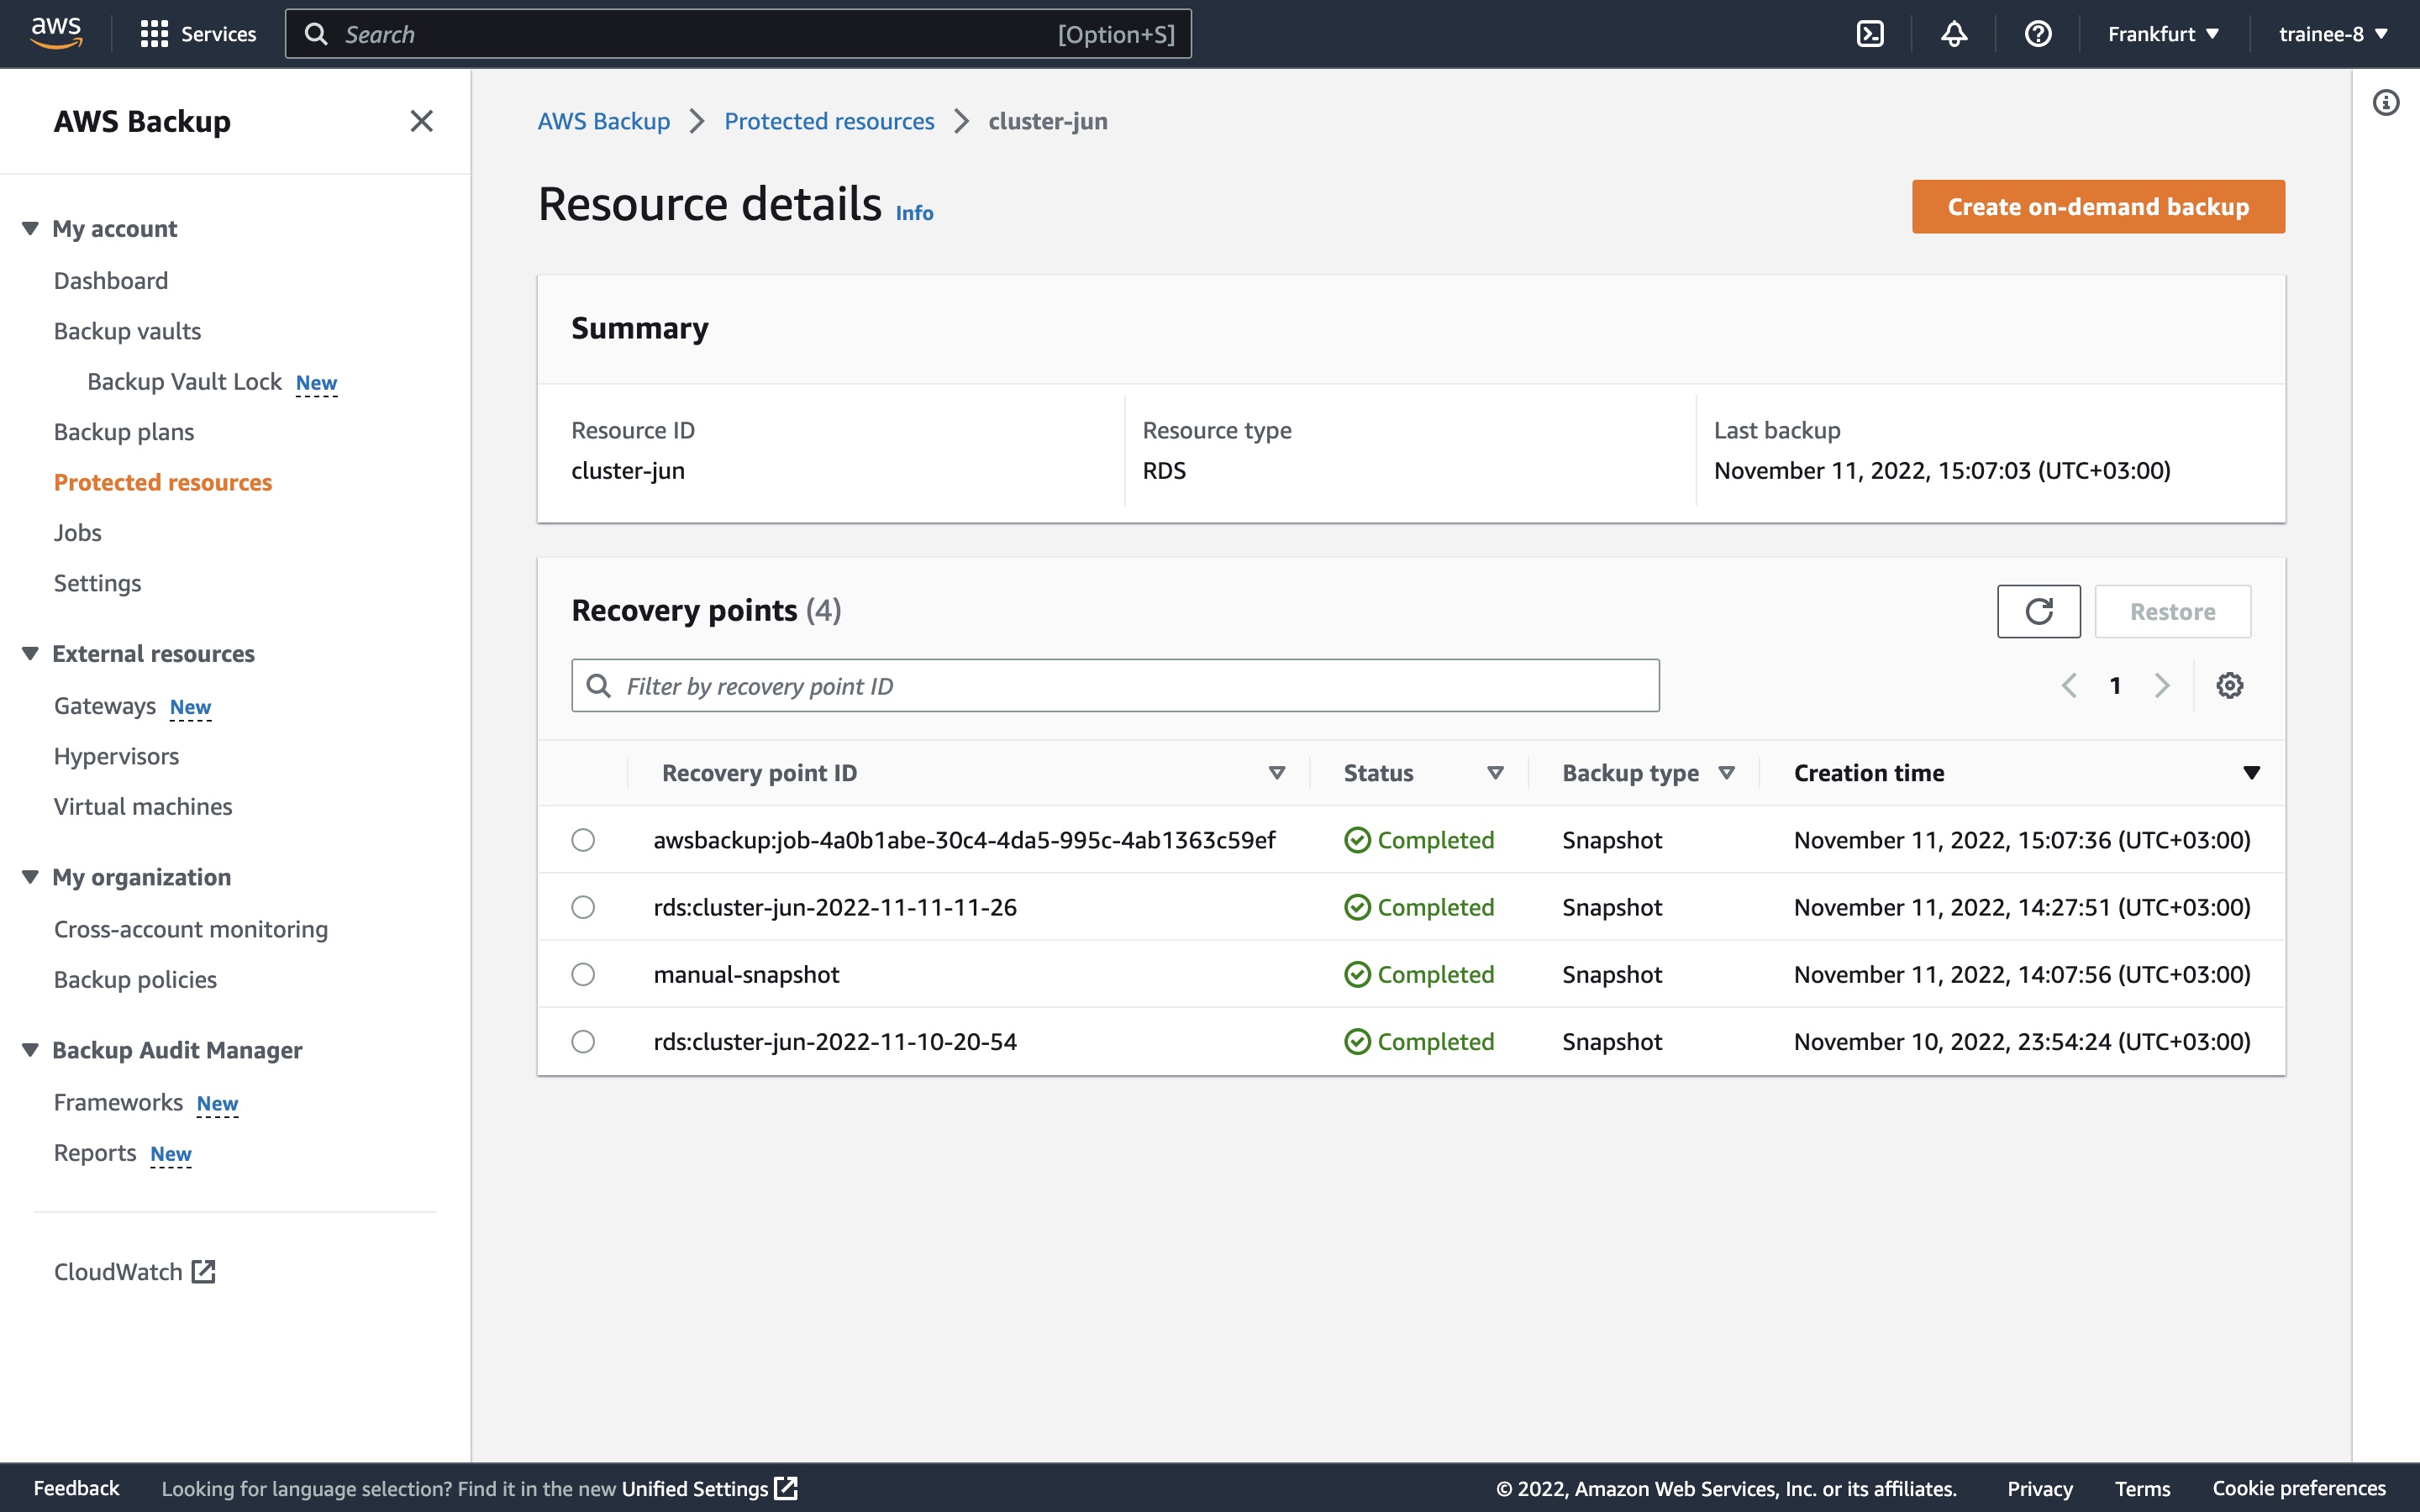 aws Services Search [Option+S] Frankfurt ▼ trainee-8 ▼
AWS Backup
My account
Dashboard
Backup vaults
Backup Vault Lock New
Backup plans
Protected resources
Jobs
Settings
External resources
Gateways New
Hypervisors
Virtual machines
My organization
Cross-account monitoring
Backup policies
Backup Audit Manager
Frameworks New
Reports New
CloudWatch
AWS Backup > Protected resources > cluster-jun
Resource details Info
Create on-demand backup
Summary
Resource ID
cluster-jun
Resource type
RDS
Last backup
November 11, 2022, 15:07:03 (UTC+03:00)
Recovery points (4)
Restore
Filter by recovery point ID
1
Recovery point ID Status Backup type Creation time
awsbackup:job-4a0b1abe-30c4-4da5-995c-4ab1363c59ef Completed Snapshot November 11, 2022, 15:07:36 (UTC+03:00)
rds:cluster-jun-2022-11-11-11-26 Completed Snapshot November 11, 2022, 14:27:51 (UTC+03:00)
manual-snapshot Completed Snapshot November 11, 2022, 14:07:56 (UTC+03:00)
rds:cluster-jun-2022-11-10-20-54 Completed Snapshot November 10, 2022, 23:54:24 (UTC+03:00)
Feedback Looking for language selection? Find it in the new Unified Settings © 2022, Amazon Web Services, Inc. or its affiliates. Privacy Terms Cookie preferences